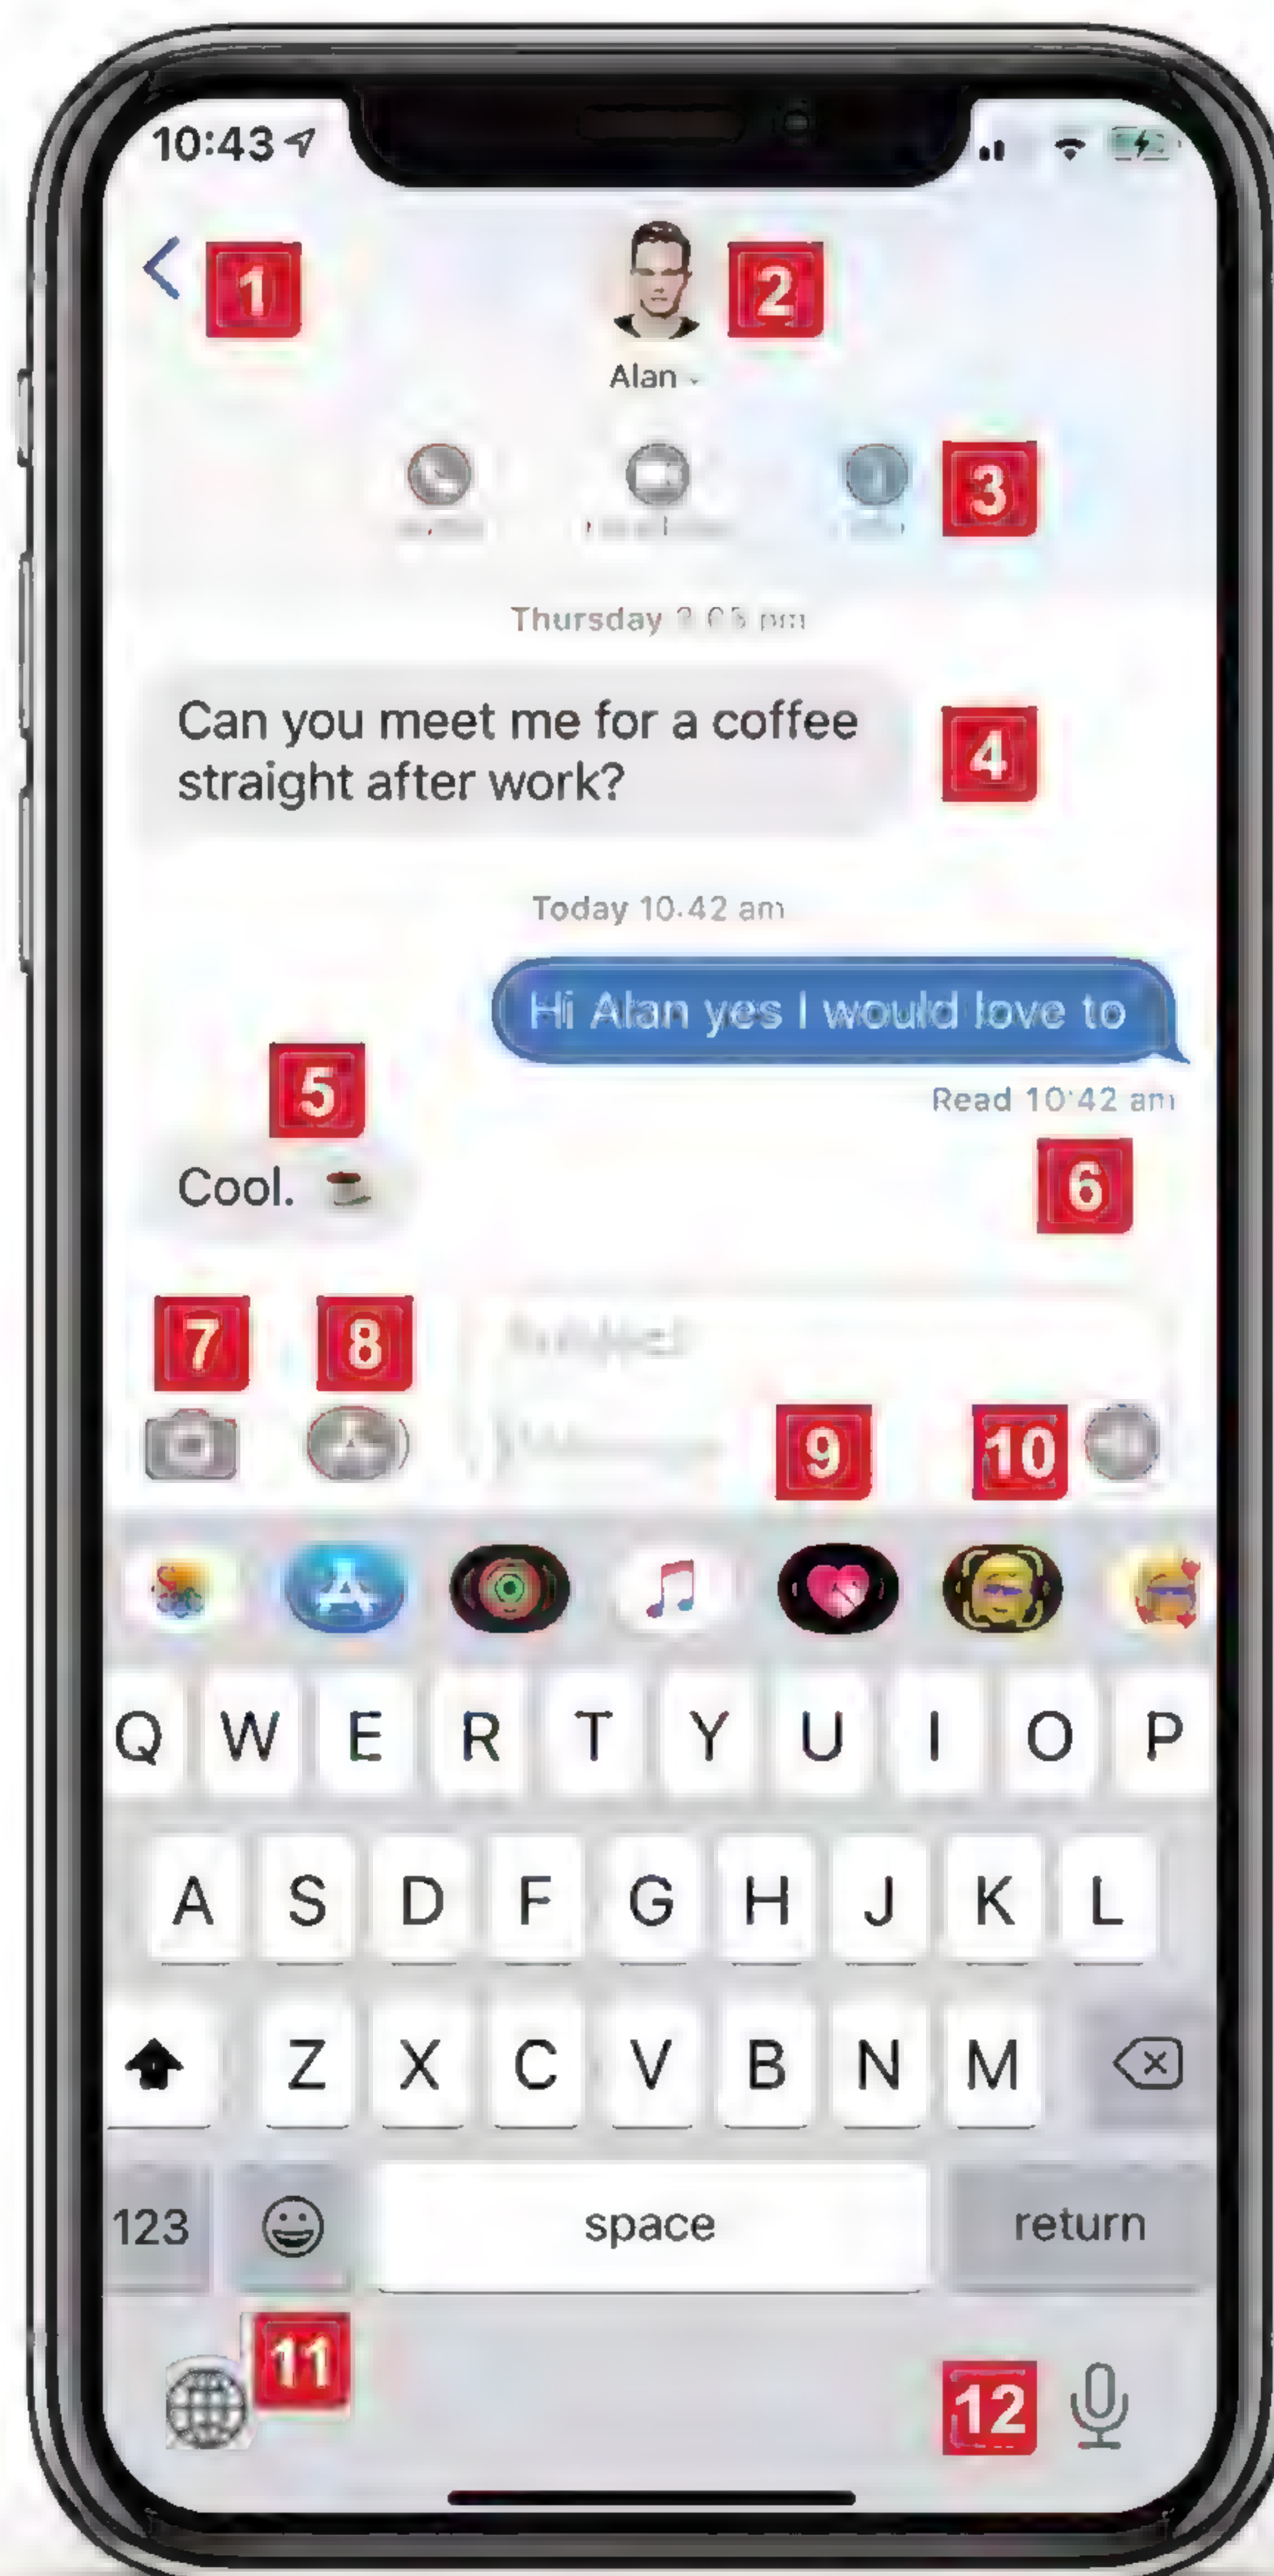 10:43
1
2
Alan
3
Thursday pm
Can you meet me for a coffee
straight after work?
4
Today 10.42 am
Hi Alan yes I would love to
5
Read 10:42 am
Cool.
6
7
8
9
10
Q W E R T Y U I O P
A S D F G H J K L
Z X C V B N M
123
space
return
11
12